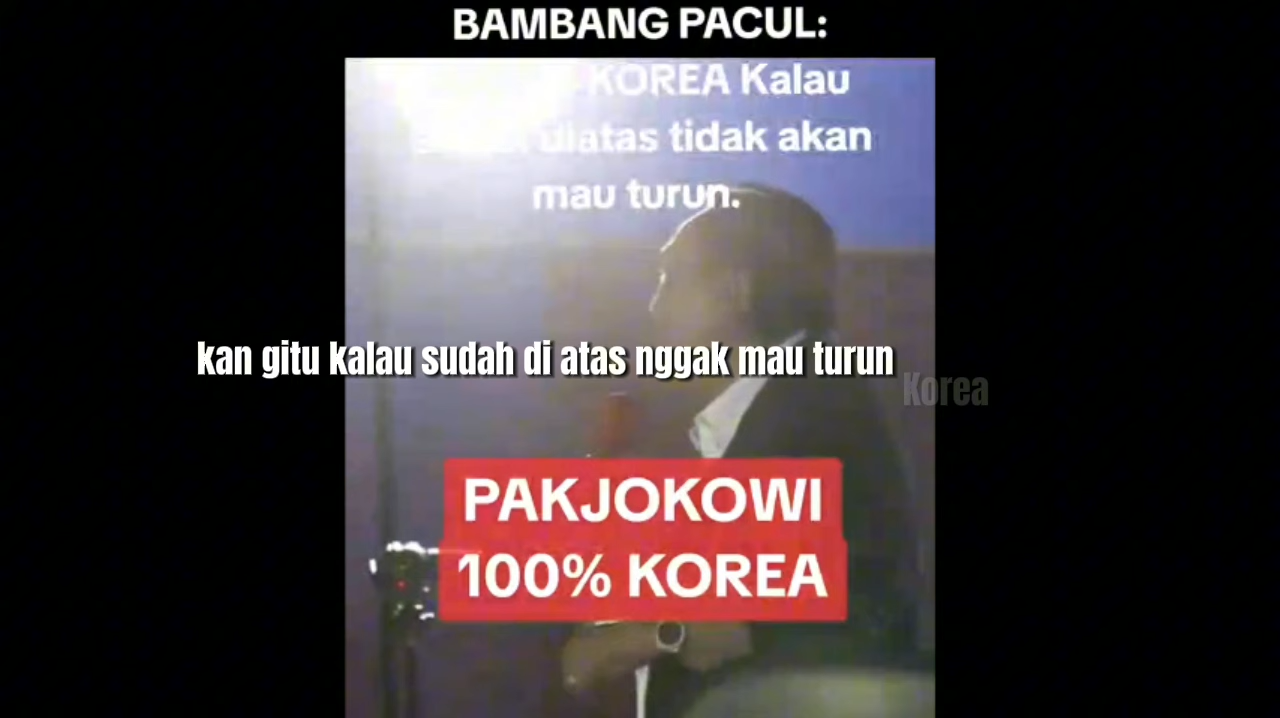 BAMBANG PACUL:
KOREA Kalau
diatas tidak akan
mau turun.
kan gitu kalau sudah di atas nggak mau turun
Korea
PAKJOKOWI
100% KOREA